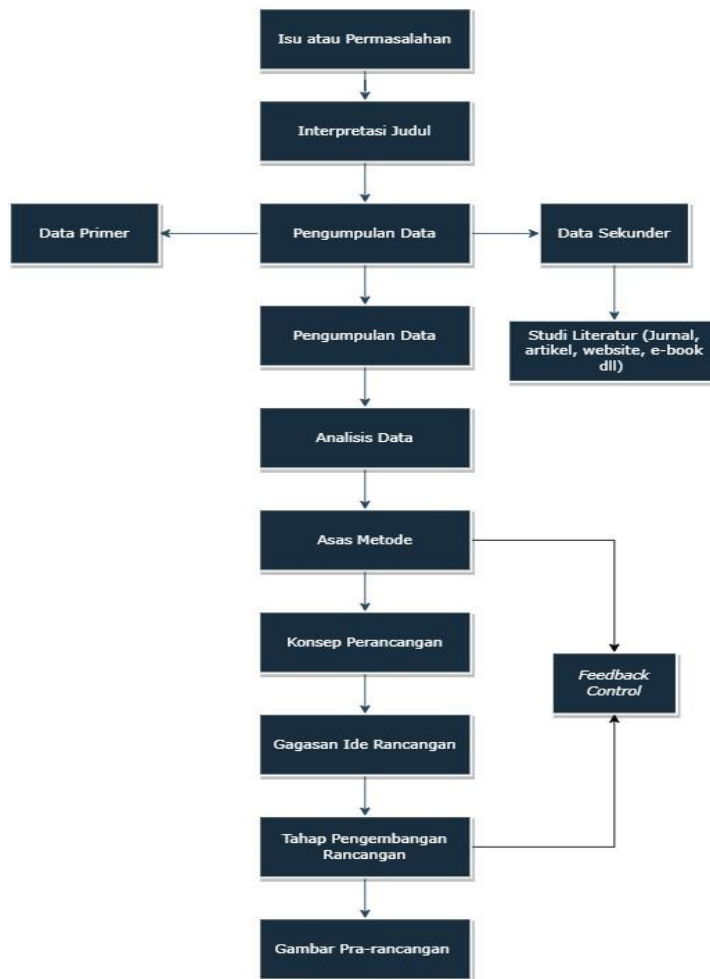 Isu atau Permasalahan
Interpretasi Judul
Data Primer
Pengumpulan Data
Data Sekunder
Pengumpulan Data
Studi Literatur (Jurnal,
artikel, website, e-book
dll)
Analisis Data
Asas Metode
Konsep Perancangan
Feedback
Control
Gagasan Ide Rancangan
Tahap Pengembangan
Rancangan
Gambar Pra-rancangan